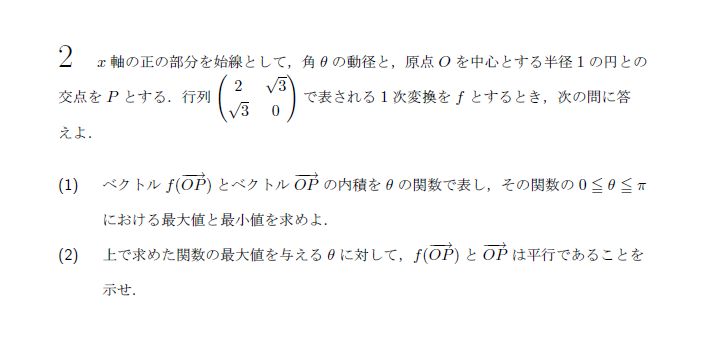 2 x 軸の正の部分を始線として，角 θ の動径と，原点 O を中心とする半径 1 の円との
交点を P とする．行列 \begin{pmatrix} 2 & \sqrt{3} \\ \sqrt{3} & 0 \end{pmatrix} で表される 1 次変換を f とするとき，次の問に答
えよ．
(1) ベクトル f(\overrightarrow{OP}) とベクトル \overrightarrow{OP} の内積を θ の関数で表し，その関数の 0 ≦ θ ≦ π
における最大値と最小値を求めよ．
(2) 上で求めた関数の最大値を与える θ に対して，f(\overrightarrow{OP}) と \overrightarrow{OP} は平行であることを
示せ．